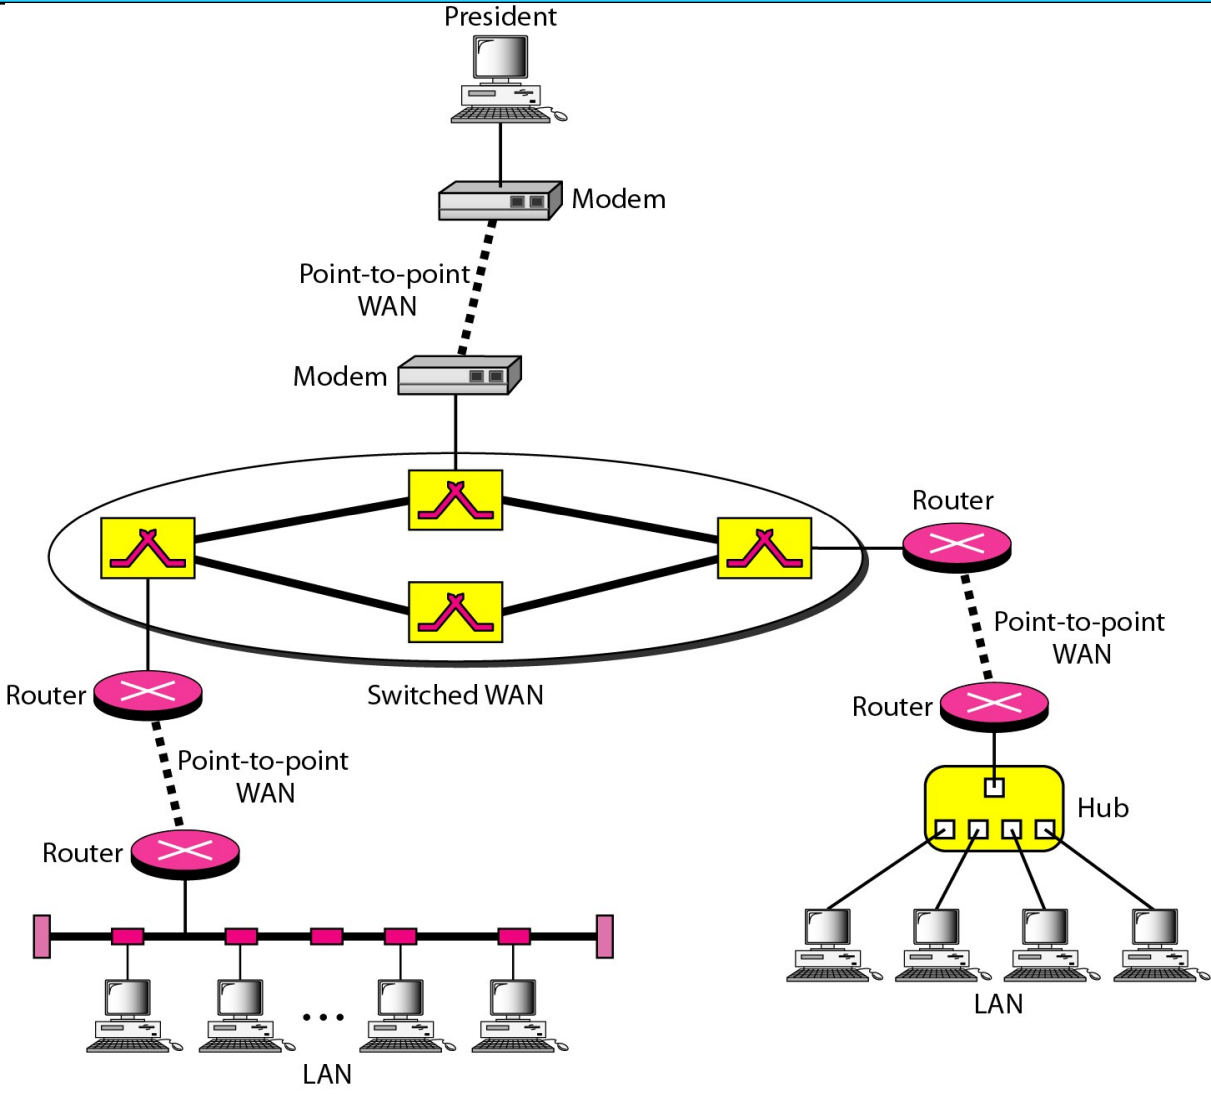 President
Modem
Point-to-point
WAN
Modem
Router
Point-to-point
WAN
Router
Switched WAN
Router
Point-to-point
WAN
Hub
Router
LAN
LAN